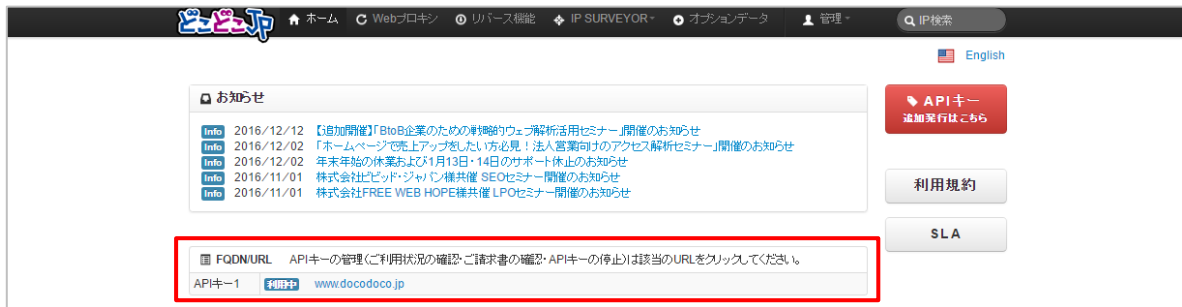 どこどこJP ホーム Webプロキシ リバース機能 IP SURVEYOR オプションデータ 管理 IP検索
English
お知らせ
APIキー
追加発行はこちら
Info 2016/12/12 【追加開催】「BtoB企業のための戦略的ウェブ解析活用セミナー」開催のお知らせ
Info 2016/12/02 「ホームページで売上アップをしたい方必見！法人営業向けのアクセス解析セミナー」開催のお知らせ
Info 2016/12/02 年末年始の休業および1月13日・14日のサポート休止のお知らせ
Info 2016/11/01 株式会社ビビッド・ジャパン様共催 SEOセミナー開催のお知らせ
Info 2016/11/01 株式会社FREE WEB HOPE様共催 LPOセミナー開催のお知らせ
利用規約
SLA
FQDN/URL APIキーの管理（ご利用状況の確認・ご請求書の確認・APIキーの停止）は該当のURLをクリックしてください。
APIキー1 利用中 www.docodoco.jp